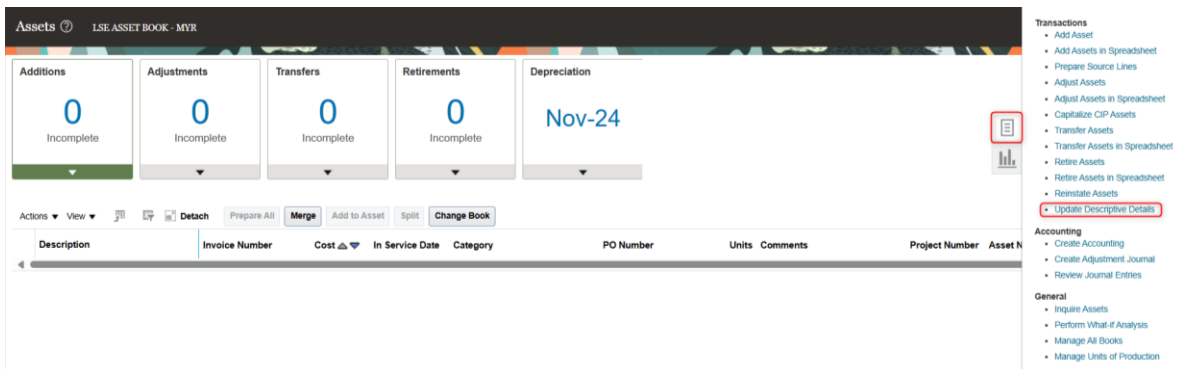 Assets LSE ASSET BOOK - MYR
Additions
0
Incomplete
Adjustments
0
Incomplete
Transfers
0
Incomplete
Retirements
0
Incomplete
Depreciation
Nov-24
Actions View Detach Prepare All Merge Add to Asset Split Change Book
Description Invoice Number Cost In Service Date Category PO Number Units Comments Project Number Asset N
Transactions
Add Asset
Add Assets in Spreadsheet
Prepare Source Lines
Adjust Assets
Adjust Assets in Spreadsheet
Capitalize CIP Assets
Transfer Assets
Transfer Assets in Spreadsheet
Retire Assets
Retire Assets in Spreadsheet
Reinstate Assets
Update Descriptive Details
Accounting
Create Accounting
Create Adjustment Journal
Review Journal Entries
General
Inquire Assets
Perform What-if Analysis
Manage All Books
Manage Units of Production